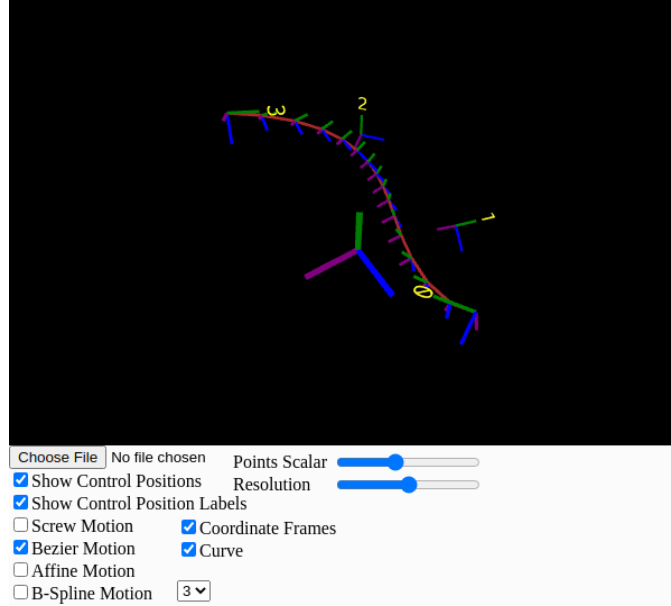 3
2
1
0
Choose File No file chosen
Points Scalar
Show Control Positions
Resolution
Show Control Position Labels
Screw Motion
Coordinate Frames
Bezier Motion
Curve
Affine Motion
B-Spline Motion
3